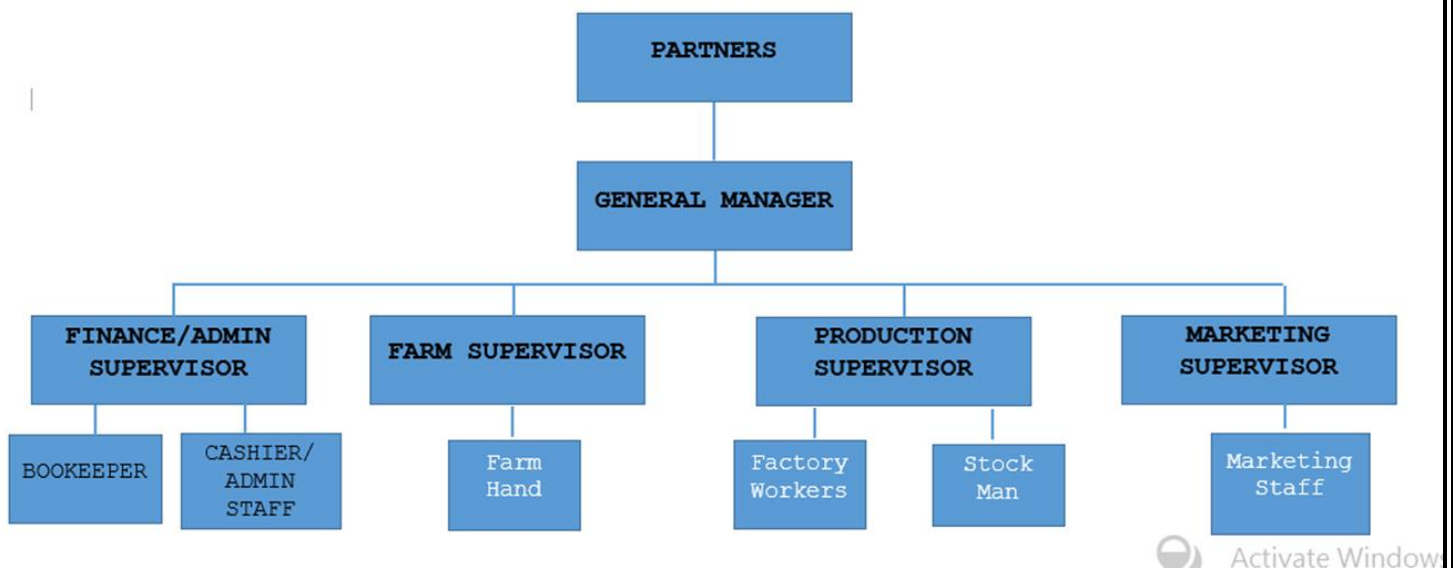 PARTNERS
GENERAL MANAGER
FINANCE/ADMIN
SUPERVISOR
FARM SUPERVISOR
PRODUCTION
SUPERVISOR
MARKETING
SUPERVISOR
BOOKEEPER
CASHIER/
ADMIN
STAFF
Farm
Hand
Factory
Workers
Stock
Man
Marketing
Staff
Activate Windows